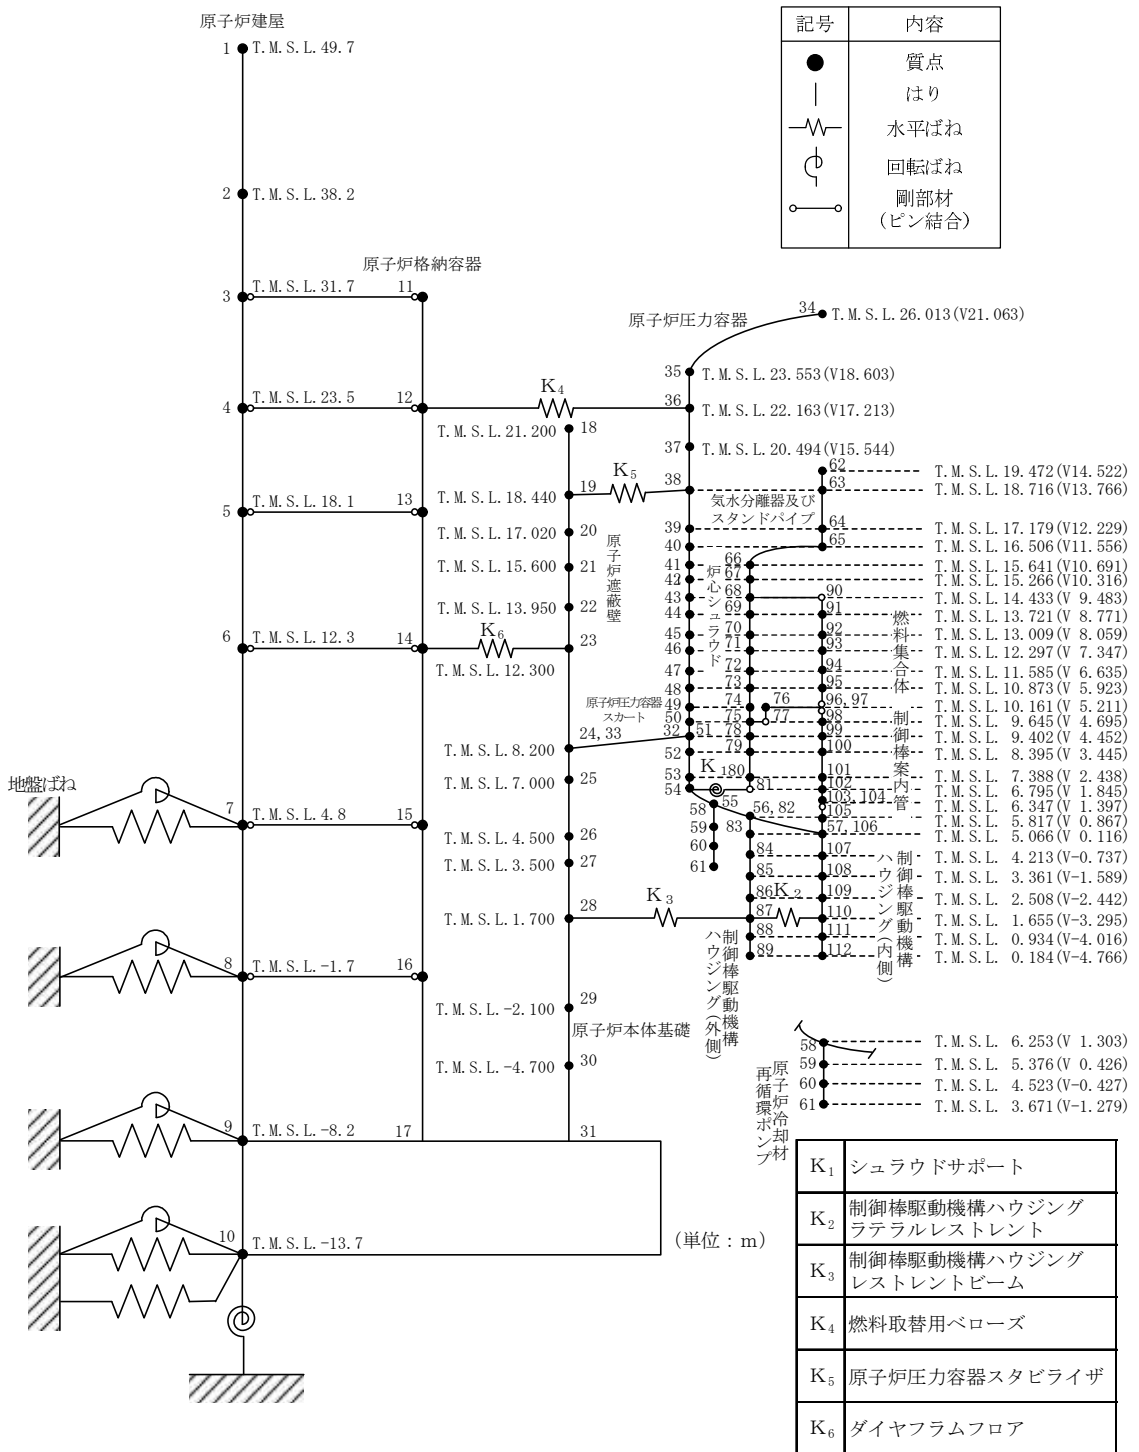 原子炉建屋
1 T.M.S.L.49.7
2 T.M.S.L.38.2
3 T.M.S.L.31.7
4 T.M.S.L.23.5
5 T.M.S.L.18.1
6 T.M.S.L.12.3
7 T.M.S.L.4.8
8 T.M.S.L.-1.7
9 T.M.S.L.-8.2
10 T.M.S.L.-13.7
地盤ばね
原子炉格納容器
11
12
13
14
15
16
17
K₄
K₅
K₆
K₃
K₂
K₁
T.M.S.L.21.200 18
T.M.S.L.18.440 19
T.M.S.L.17.020 20
T.M.S.L.15.600 21
T.M.S.L.13.950 22
T.M.S.L.12.300 23
T.M.S.L.8.200 24,33
T.M.S.L.7.000 25
T.M.S.L.4.500 26
T.M.S.L.3.500 27
T.M.S.L.1.700 28
T.M.S.L.-2.100 29
T.M.S.L.-4.700 30
31
原子炉遮蔽壁
原子炉本体基礎
原子炉圧力容器
スカート
原子炉圧力容器
34 T.M.S.L.26.013(V21.063)
35 T.M.S.L.23.553(V18.603)
36 T.M.S.L.22.163(V17.213)
37 T.M.S.L.20.494(V15.544)
38
39
40
41
42
43
44
45
46
47
48
49
50
32
51
52
53
54
55
56,82
57,106
58
59
60
61
気水分離器及び
スタンドパイプ
62
63
64
65
炉心シュラウド
66
67
68
69
70
71
72
73
74
75
76
77
78
79
80
81
83
84
85
86
87
88
89
燃料集合体
90
91
92
93
94
95
96,97
98
制御棒案内管
99
100
101
102
103,104
105
107
108
109
110
111
112
制御棒駆動機構
ハウジング(内側)
制御棒駆動機構
ハウジング(外側)
T.M.S.L.19.472(V14.522)
T.M.S.L.18.716(V13.766)
T.M.S.L.17.179(V12.229)
T.M.S.L.16.506(V11.556)
T.M.S.L.15.641(V10.691)
T.M.S.L.15.266(V10.316)
T.M.S.L.14.433(V 9.483)
T.M.S.L.13.721(V 8.771)
T.M.S.L.13.009(V 8.059)
T.M.S.L.12.297(V 7.347)
T.M.S.L.11.585(V 6.635)
T.M.S.L.10.873(V 5.923)
T.M.S.L.10.161(V 5.211)
T.M.S.L. 9.645(V 4.695)
T.M.S.L. 9.402(V 4.452)
T.M.S.L. 8.395(V 3.445)
T.M.S.L. 7.388(V 2.438)
T.M.S.L. 6.795(V 1.845)
T.M.S.L. 6.347(V 1.397)
T.M.S.L. 5.817(V 0.867)
T.M.S.L. 5.066(V 0.116)
T.M.S.L. 4.213(V-0.737)
T.M.S.L. 3.361(V-1.589)
T.M.S.L. 2.508(V-2.442)
T.M.S.L. 1.655(V-3.295)
T.M.S.L. 0.934(V-4.016)
T.M.S.L. 0.184(V-4.766)
原子炉冷却材
再循環ポンプ
58 T.M.S.L. 6.253(V 1.303)
59 T.M.S.L. 5.376(V 0.426)
60 T.M.S.L. 4.523(V-0.427)
61 T.M.S.L. 3.671(V-1.279)
(単位：m)
記号 内容
質点
はり
水平ばね
回転ばね
剛部材
(ピン結合)
K₁ シュラウドサポート
K₂ 制御棒駆動機構ハウジング
ラテラルレストレント
K₃ 制御棒駆動機構ハウジング
レストレントビーム
K₄ 燃料取替用ベローズ
K₅ 原子炉圧力容器スタビライザ
K₆ ダイヤフラムフロア